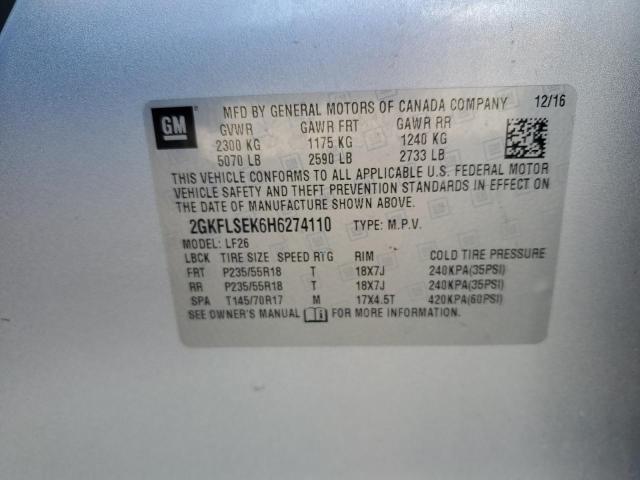 GM
MFD BY GENERAL MOTORS OF CANADA COMPANY 12/16
GVWR GAWR FRT GAWR RR
2300 KG 1175 KG 1240 KG
5070 LB 2590 LB 2733 LB
THIS VEHICLE CONFORMS TO ALL APPLICABLE U.S. FEDERAL MOTOR
VEHICLE SAFETY AND THEFT PREVENTION STANDARDS IN EFFECT ON
THE DATE OF MANUFACTURE SHOWN ABOVE.
2GKFLSEK6H6274110 TYPE: M.P.V.
MODEL: LF26
LBCK TIRE SIZE SPEED RTG RIM COLD TIRE PRESSURE
FRT P235/55R18 T 18X7J 240KPA(35PSI)
RR P235/55R18 T 18X7J 240KPA(35PSI)
SPA T145/70R17 M 17X4.5T 420KPA(60PSI)
SEE OWNER'S MANUAL FOR MORE INFORMATION.